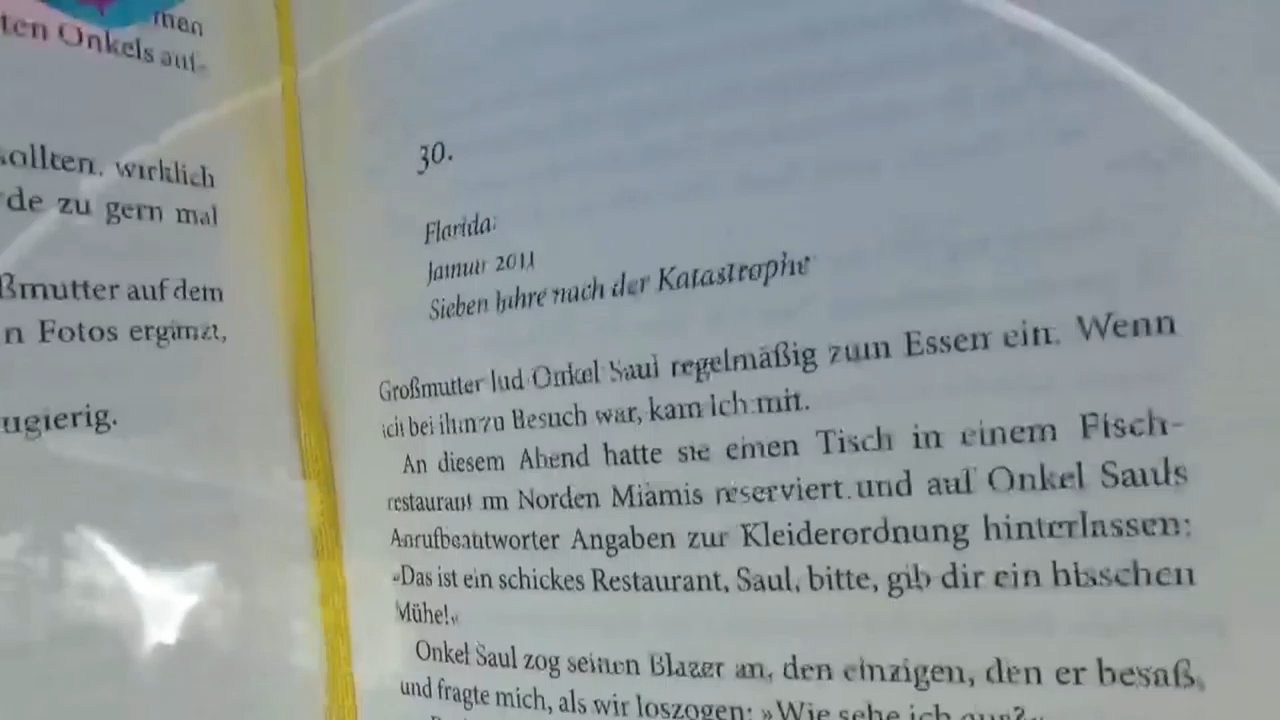 man
ten Onkels auf-
sollten, wirklich
de zu gern mal
ßmutter auf dem
n Fotos ergänzt,
ugierig.
30.
Florida.
Januar 2011
Sieben Jahre nach der Katastrophe
Großmutter lud Onkel Saul regelmäßig zum Essen ein. Wenn
ich bei ihm zu Besuch war, kam ich mit.
An diesem Abend hatte sie einen Tisch in einem Fisch-
restaurant im Norden Miamis reserviert und auf Onkel Sauls
Anrufbeantworter Angaben zur Kleiderordnung hinterlassen:
»Das ist ein schickes Restaurant, Saul, bitte, gib dir ein bisschen
Mühe!«
Onkel Saul zog seinen Blazer an, den einzigen, den er besaß,
und fragte mich, als wir loszogen: »Wie sehe ich aus?«